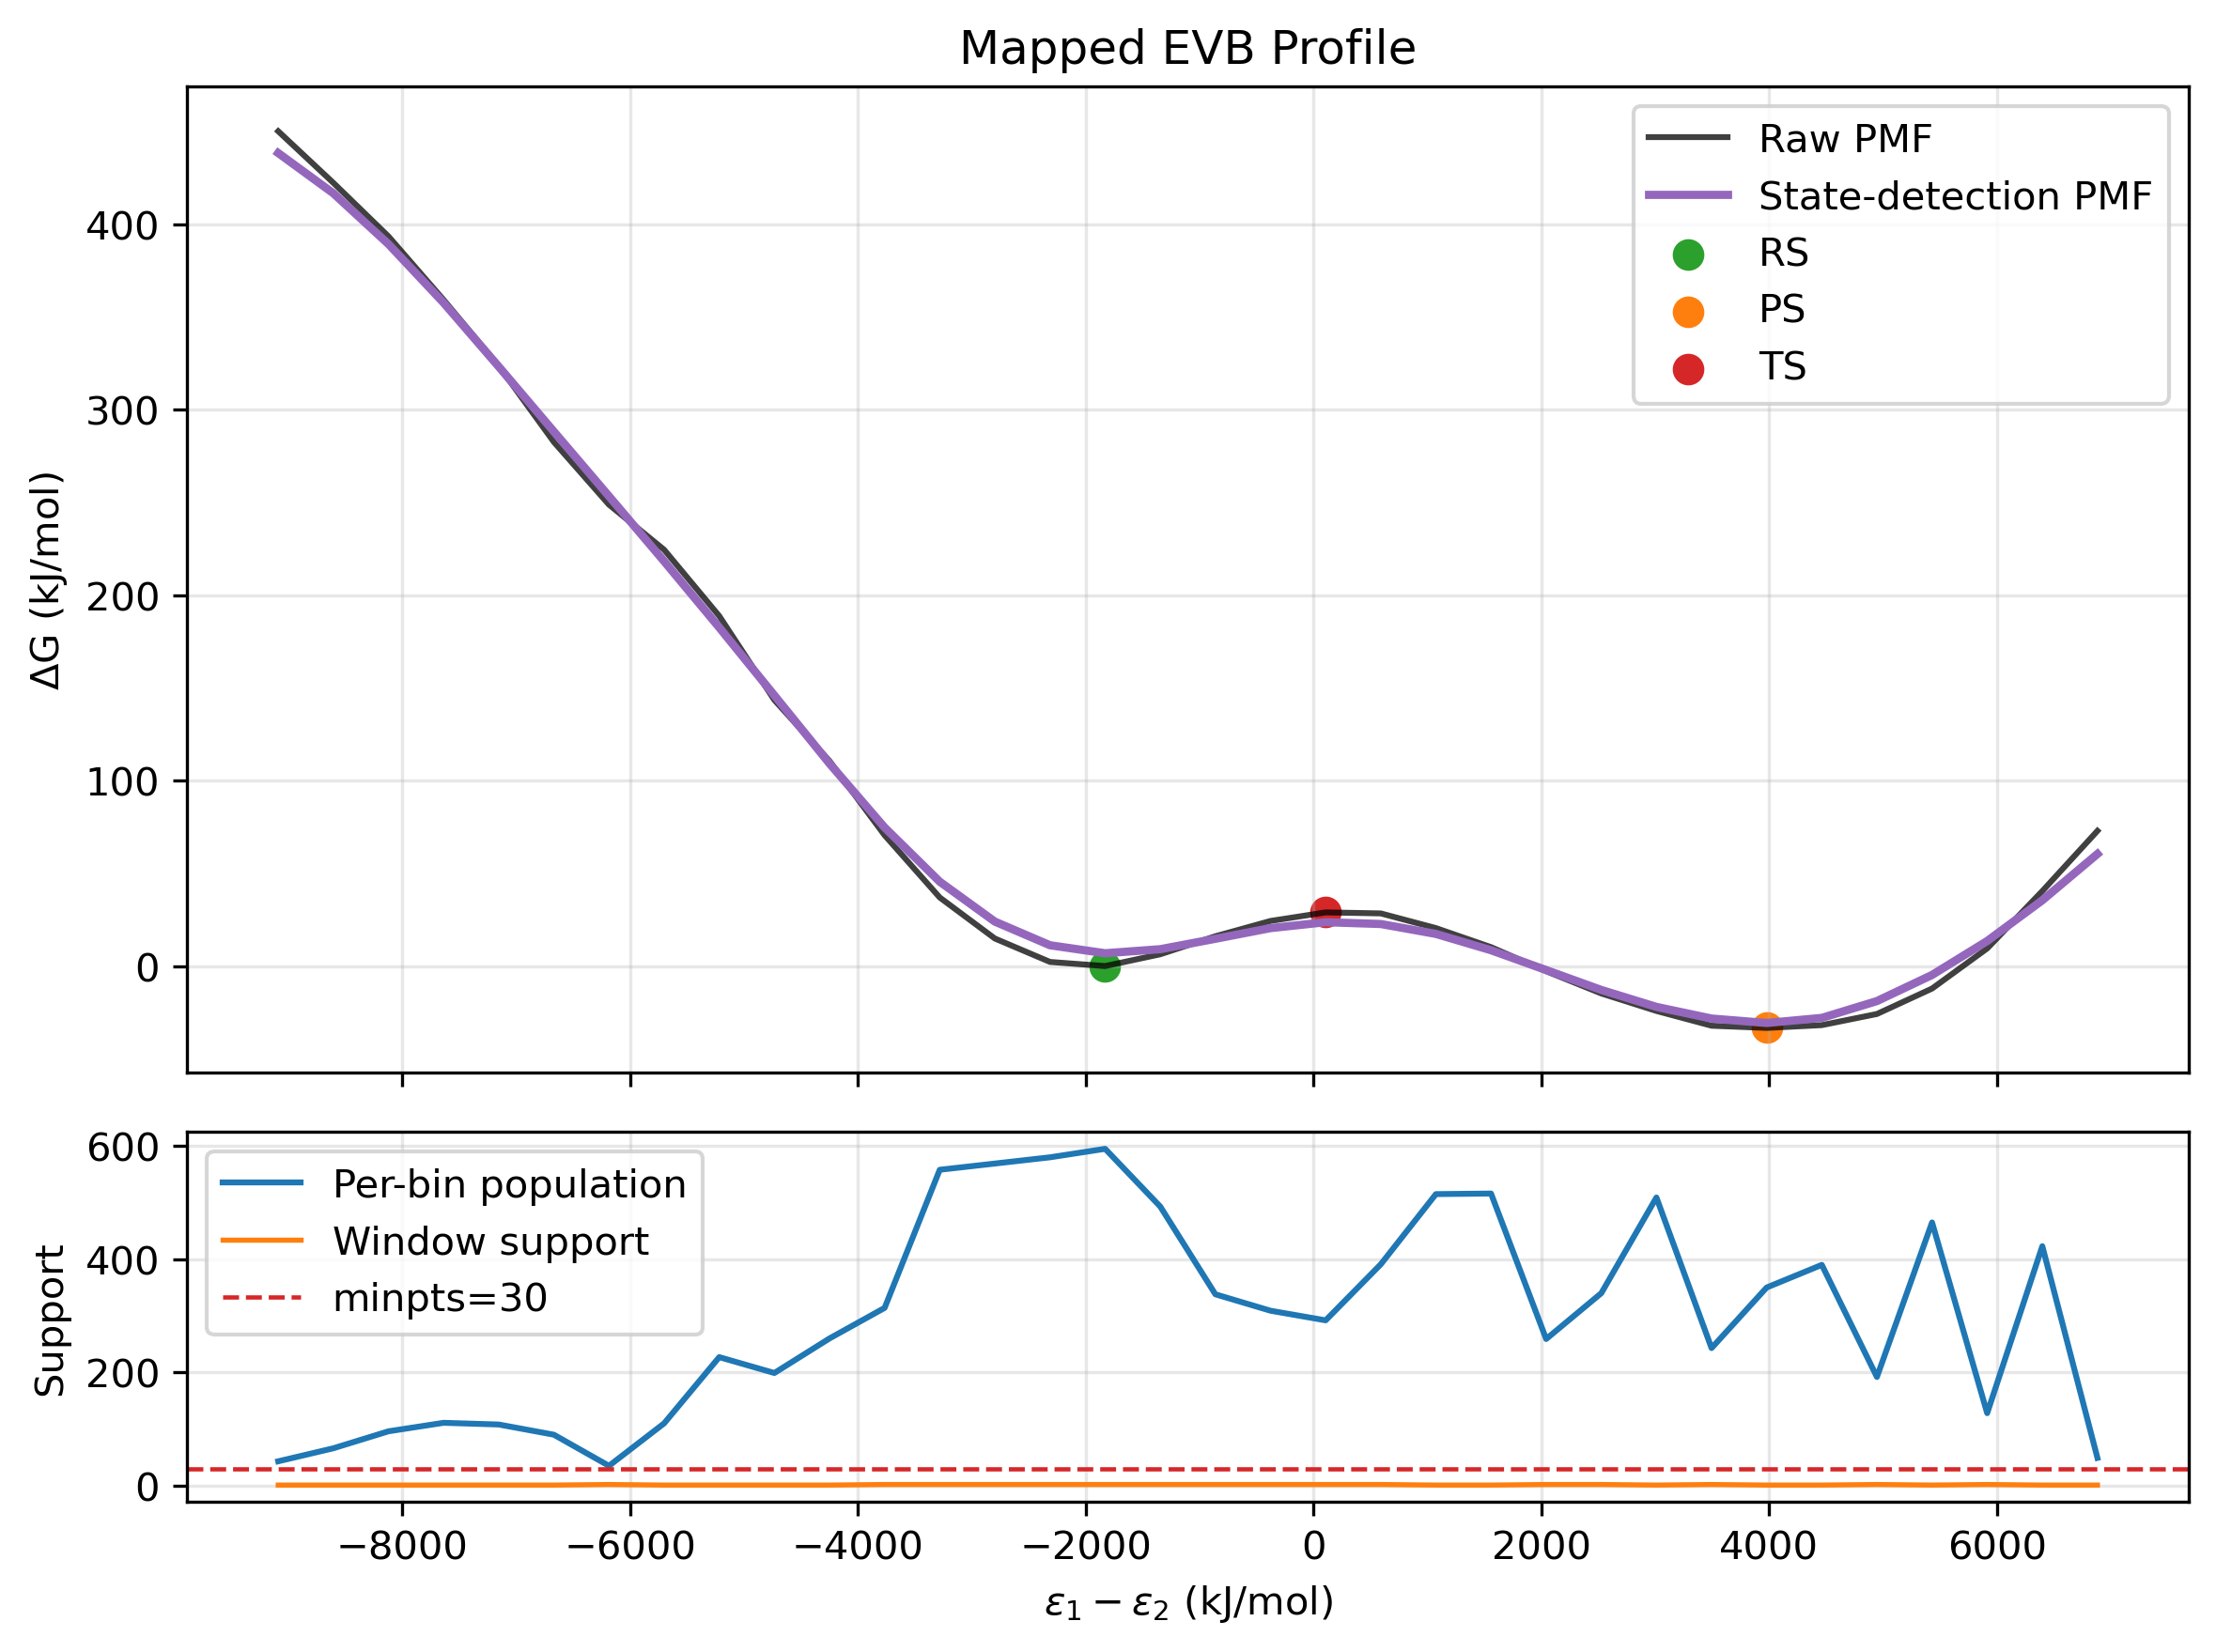 Mapped EVB Profile
ΔG (kJ/mol)
400
300
200
100
0
Raw PMF
State-detection PMF
RS
PS
TS
Support
600
400
200
0
Per-bin population
Window support
minpts=30
−8000 −6000 −4000 −2000 0 2000 4000 6000
ε₁ − ε₂ (kJ/mol)